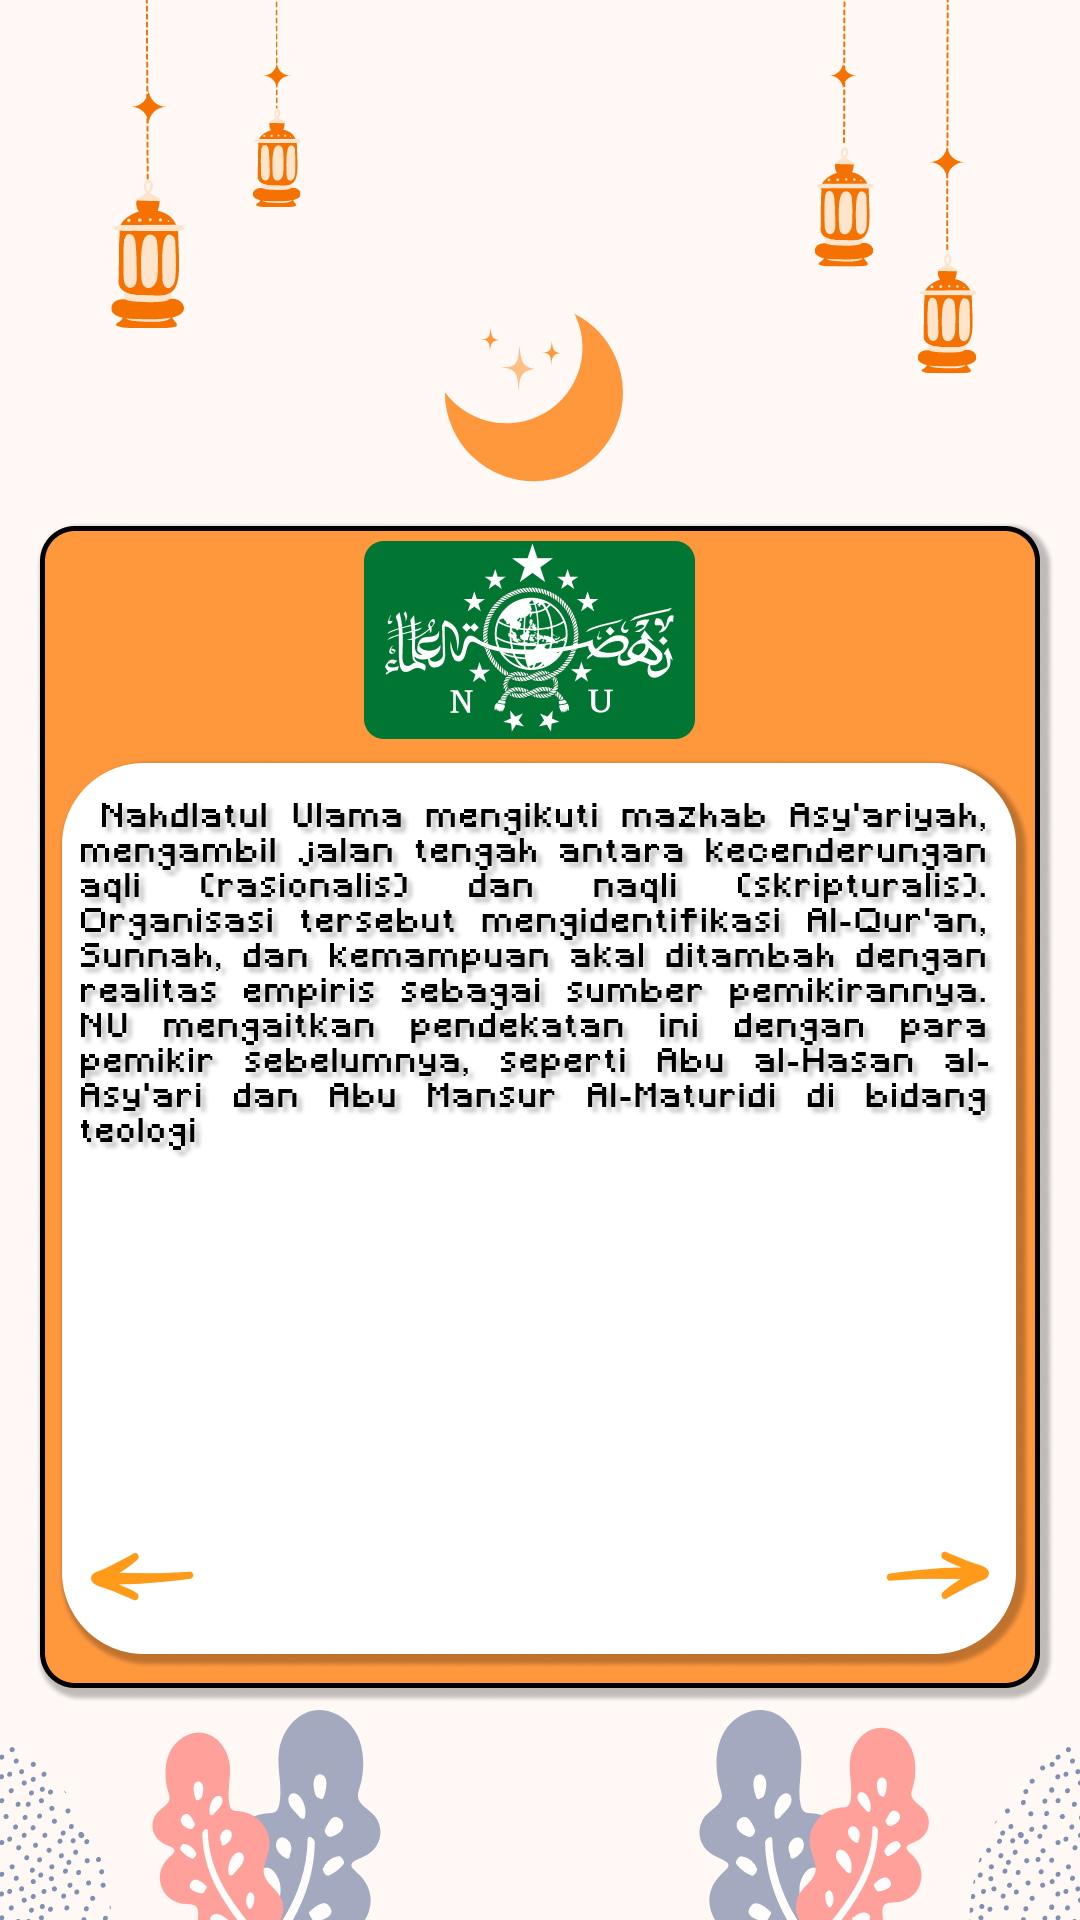 نهضة العلماء
N U
Nahdlatul Ulama mengikuti mazhab Asy'ariyah,
mengambil jalan tengah antara kecenderungan
aqli (rasionalis) dan naqli (skripturalis).
Organisasi tersebut mengidentifikasi Al-Qur'an,
Sunnah, dan kemampuan akal ditambah dengan
realitas empiris sebagai sumber pemikirannya.
NU mengaitkan pendekatan ini dengan para
pemikir sebelumnya, seperti Abu al-Hasan al-
Asy'ari dan Abu Mansur Al-Maturidi di bidang
teologi